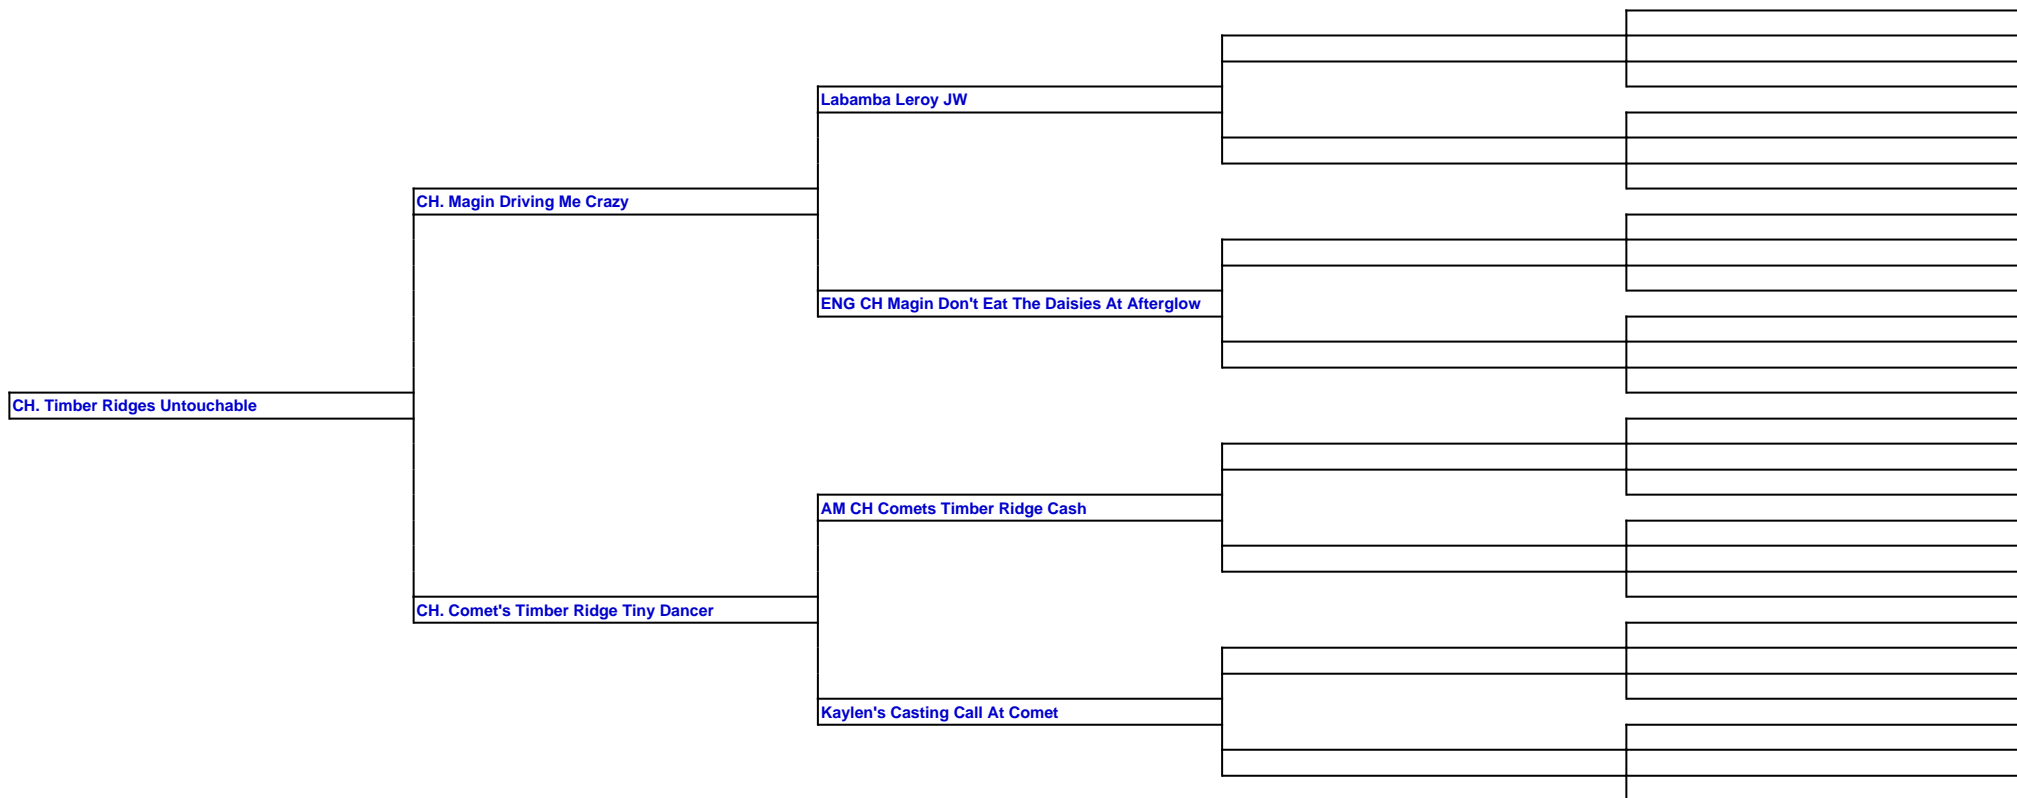 Labamba Leroy JW
CH. Magin Driving Me Crazy
ENG CH Magin Don't Eat The Daisies At Afterglow
CH. Timber Ridges Untouchable
AM CH Comets Timber Ridge Cash
CH. Comet's Timber Ridge Tiny Dancer
Kaylen's Casting Call At Comet